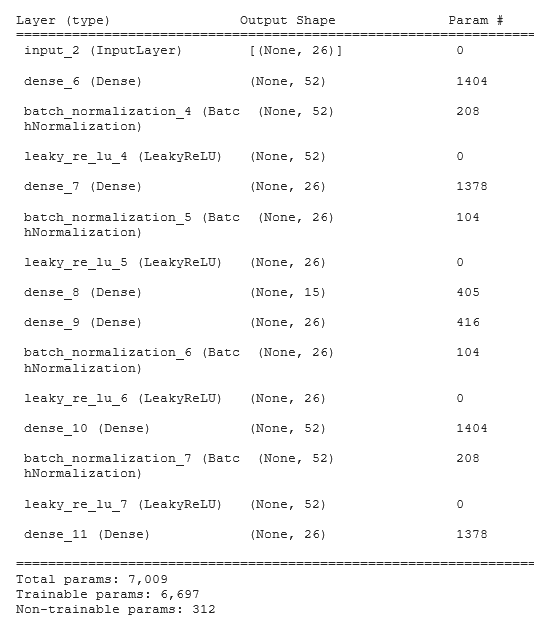 Layer (type) Output Shape Param #
=================================================================
input_2 (InputLayer) [(None, 26)] 0
dense_6 (Dense) (None, 52) 1404
batch_normalization_4 (Batc (None, 52) 208
hNormalization)
leaky_re_lu_4 (LeakyReLU) (None, 52) 0
dense_7 (Dense) (None, 26) 1378
batch_normalization_5 (Batc (None, 26) 104
hNormalization)
leaky_re_lu_5 (LeakyReLU) (None, 26) 0
dense_8 (Dense) (None, 15) 405
dense_9 (Dense) (None, 26) 416
batch_normalization_6 (Batc (None, 26) 104
hNormalization)
leaky_re_lu_6 (LeakyReLU) (None, 26) 0
dense_10 (Dense) (None, 52) 1404
batch_normalization_7 (Batc (None, 52) 208
hNormalization)
leaky_re_lu_7 (LeakyReLU) (None, 52) 0
dense_11 (Dense) (None, 26) 1378
=================================================================
Total params: 7,009
Trainable params: 6,697
Non-trainable params: 312